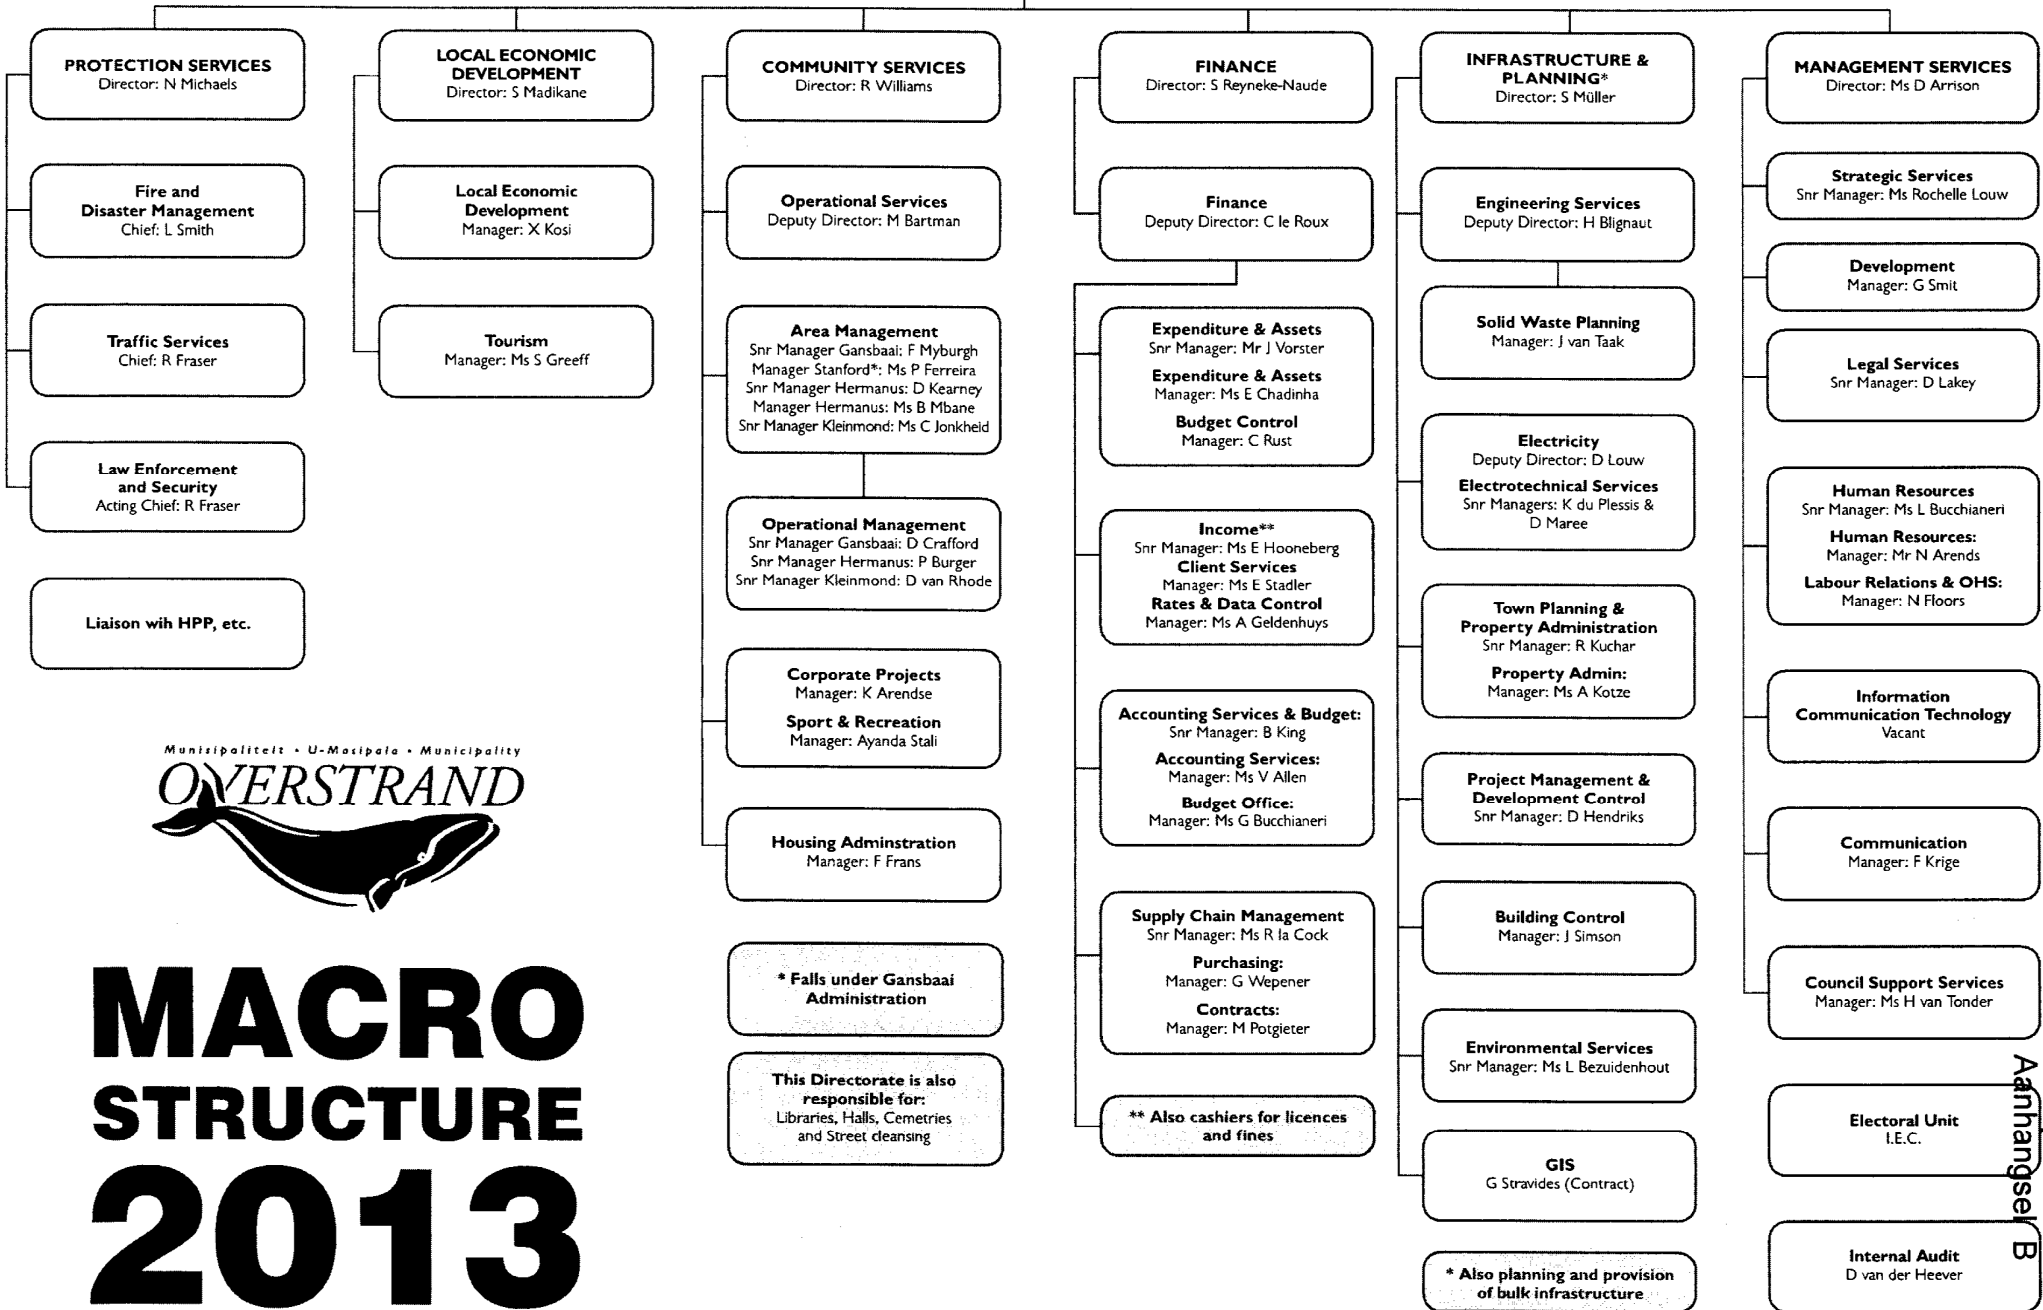 PROTECTION SERVICES
Director: N Michaels
Fire and
Disaster Management
Chief: L Smith
Traffic Services
Chief: R Fraser
Law Enforcement
and Security
Acting Chief: R Fraser
Liaison wih HPP, etc.
LOCAL ECONOMIC
DEVELOPMENT
Director: S Madikane
Local Economic
Development
Manager: X Kosi
Tourism
Manager: Ms S Greeff
COMMUNITY SERVICES
Director: R Williams
Operational Services
Deputy Director: M Bartman
Area Management
Snr Manager Gansbaai: F Myburgh
Manager Stanford*: Ms P Ferreira
Snr Manager Hermanus: D Kearney
Manager Hermanus: Ms B Mbane
Snr Manager Kleinmond: Ms C Jonkheid
Operational Management
Snr Manager Gansbaai: D Crafford
Snr Manager Hermanus: P Burger
Snr Manager Kleinmond: D van Rhode
Corporate Projects
Manager: K Arendse
Sport & Recreation
Manager: Ayanda Stali
Housing Adminstration
Manager: F Frans
* Falls under Gansbaai
Administration
This Directorate is also
responsible for:
Libraries, Halls, Cemetries
and Street cleansing
FINANCE
Director: S Reyneke-Naude
Finance
Deputy Director: C le Roux
Expenditure & Assets
Snr Manager: Mr J Vorster
Expenditure & Assets
Manager: Ms E Chadinha
Budget Control
Manager: C Rust
Income**
Snr Manager: Ms E Hooneberg
Client Services
Manager: Ms E Stadler
Rates & Data Control
Manager: Ms A Geldenhuys
Accounting Services & Budget:
Snr Manager: B King
Accounting Services:
Manager: Ms V Allen
Budget Office:
Manager: Ms G Bucchianeri
Supply Chain Management
Snr Manager: Ms R la Cock
Purchasing:
Manager: G Wepener
Contracts:
Manager: M Potgieter
** Also cashiers for licences
and fines
INFRASTRUCTURE &
PLANNING*
Director: S Müller
Engineering Services
Deputy Director: H Blignaut
Solid Waste Planning
Manager: J van Taak
Electricity
Deputy Director: D Louw
Electrotechnical Services
Snr Managers: K du Plessis &
D Maree
Town Planning &
Property Administration
Snr Manager: R Kuchar
Property Admin:
Manager: Ms A Kotze
Project Management &
Development Control
Snr Manager: D Hendriks
Building Control
Manager: J Simson
Environmental Services
Snr Manager: Ms L Bezuidenhout
GIS
G Stravides (Contract)
* Also planning and provision
of bulk infrastructure
MANAGEMENT SERVICES
Director: Ms D Arrison
Strategic Services
Snr Manager: Ms Rochelle Louw
Development
Manager: G Smit
Legal Services
Snr Manager: D Lakey
Human Resources
Snr Manager: Ms L Bucchianeri
Human Resources:
Manager: Mr N Arends
Labour Relations & OHS:
Manager: N Floors
Information
Communication Technology
Vacant
Communication
Manager: F Krige
Council Support Services
Manager: Ms H van Tonder
Electoral Unit
I.E.C.
Internal Audit
D van der Heever
Aanhangsel B
Munisipaliteit • U-Masipala • Municipality
OVERSTRAND
MACRO
STRUCTURE
2013